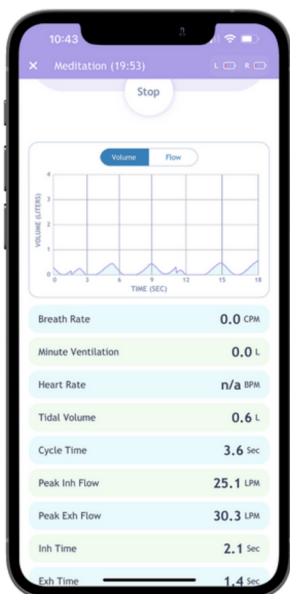 10:43
× Meditation (19:53) L R
Stop
Volume Flow
VOLUME (LITERS)
4
3
2
1
0
0 3 6 9 12 15 18
TIME (SEC)
Breath Rate 0.0 CPM
Minute Ventilation 0.0 L
Heart Rate n/a BPM
Tidal Volume 0.6 L
Cycle Time 3.6 Sec
Peak Inh Flow 25.1 LPM
Peak Exh Flow 30.3 LPM
Inh Time 2.1 Sec
Exh Time 1.4 Sec